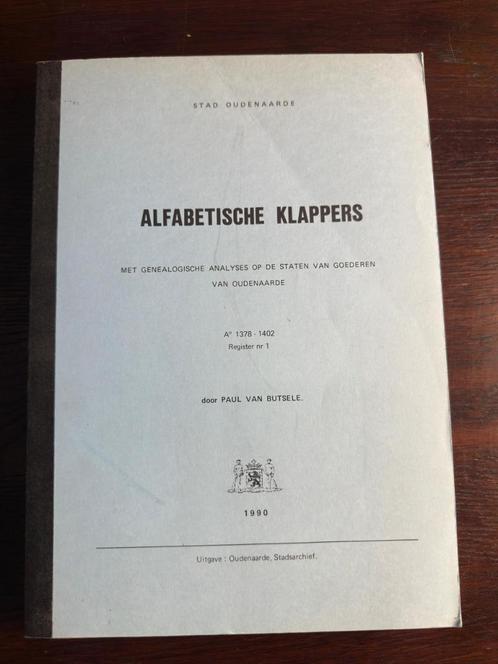 STAD OUDENAARDE
ALFABETISCHE KLAPPERS
MET GENEALOGISCHE ANALYSES OP DE STATEN VAN GOEDEREN
VAN OUDENAARDE
A° 1378 - 1402
Register nr 1
door PAUL VAN BUTSELE.
1990
Uitgave : Oudenaarde, Stadsarchief.